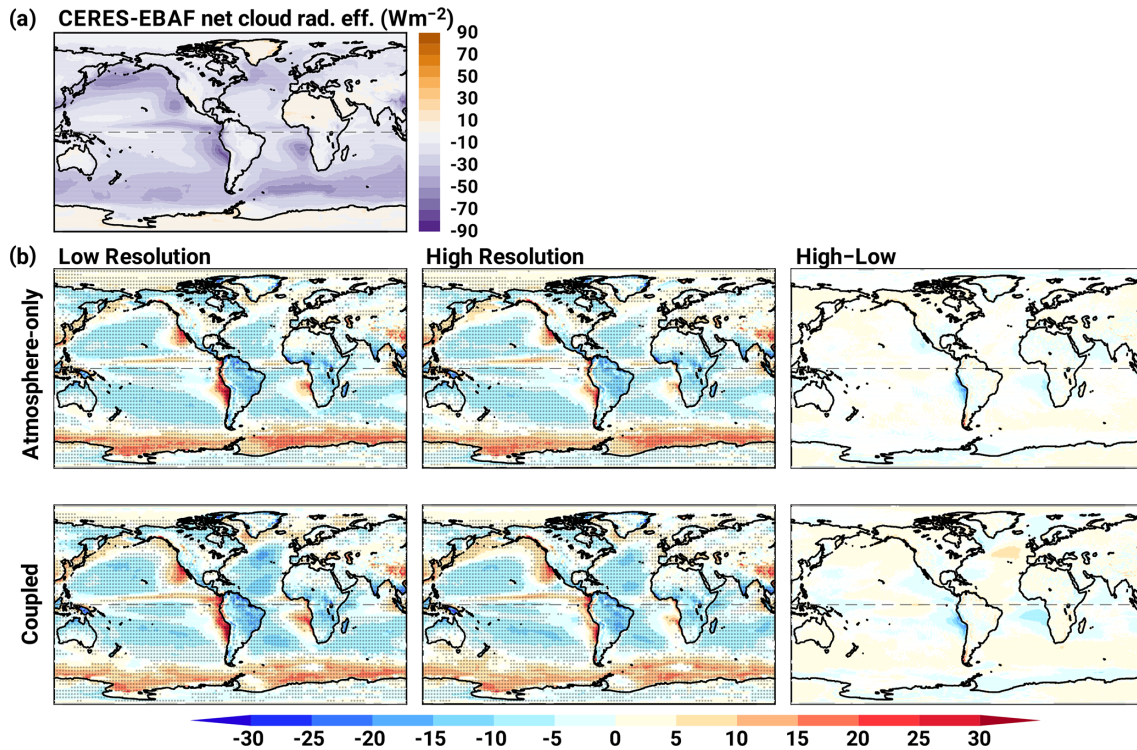 (a) CERES-EBAF net cloud rad. eff. (Wm⁻²)
90
70
50
30
10
-10
-30
-50
-70
-90
(b) Low Resolution High Resolution High−Low
Atmosphere-only
Coupled
-30 -25 -20 -15 -10 -5 0 5 10 15 20 25 30